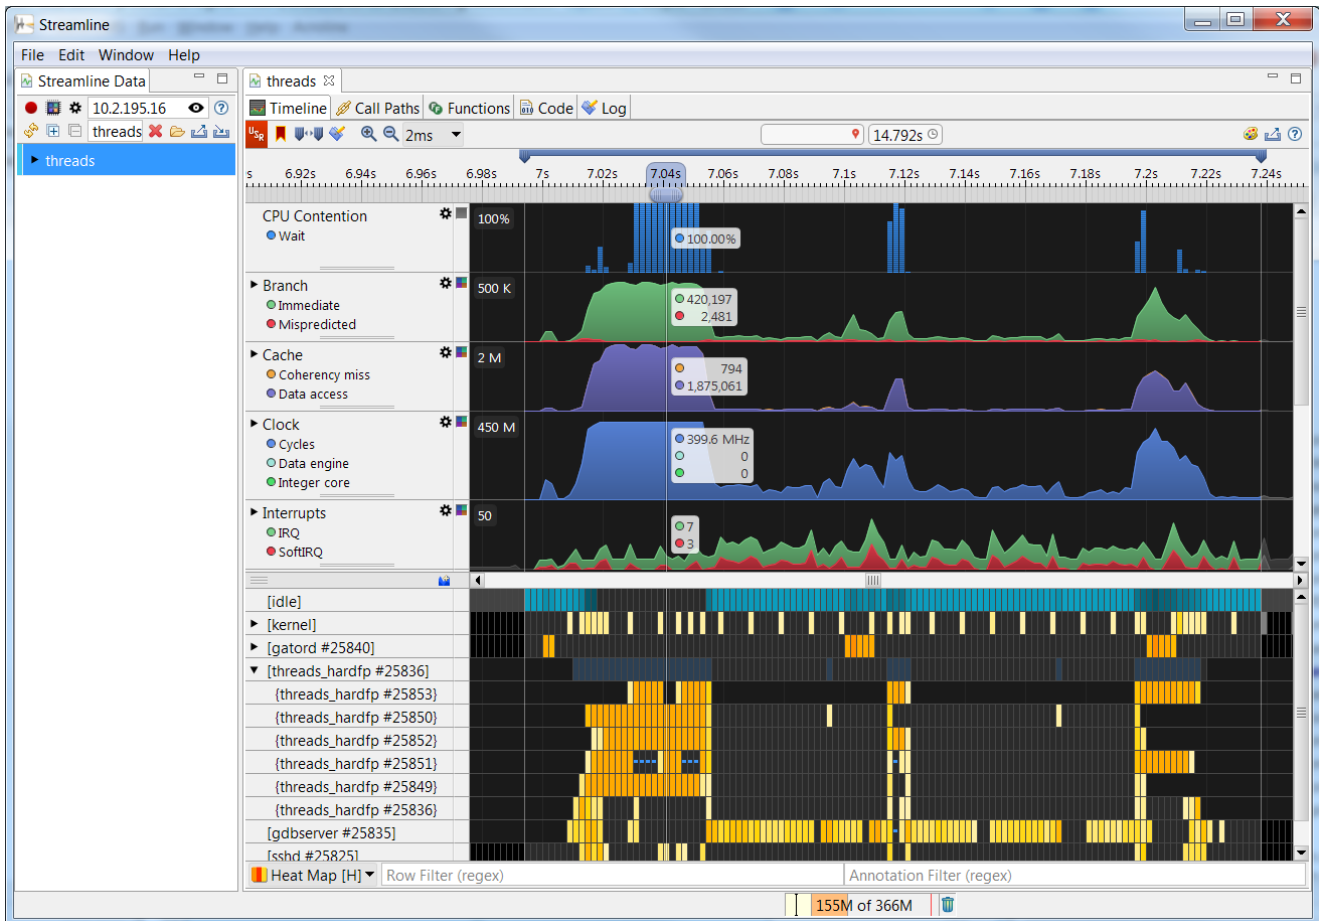 Streamline
File Edit Window Help
Streamline Data
threads
10.2.195.16
Timeline Call Paths Functions Code Log
threads
USR 2ms 14.792s
threads
s 6.92s 6.94s 6.96s 6.98s 7s 7.02s 7.04s 7.06s 7.08s 7.1s 7.12s 7.14s 7.16s 7.18s 7.2s 7.22s 7.24s
CPU Contention 100%
Wait
100.00%
Branch 500 K
Immediate 420,197
Mispredicted 2,481
Cache 2 M
Coherency miss 794
Data access 1,875,061
Clock 450 M
Cycles 399.6 MHz
Data engine 0
Integer core 0
Interrupts 50
IRQ 7
SoftIRQ 3
[idle]
[kernel]
[gatord #25840]
[threads_hardfp #25836]
{threads_hardfp #25853}
{threads_hardfp #25850}
{threads_hardfp #25852}
{threads_hardfp #25851}
{threads_hardfp #25849}
{threads_hardfp #25836}
[gdbserver #25835]
[sshd #25825]
Heat Map [H] Row Filter (regex) Annotation Filter (regex)
155M of 366M